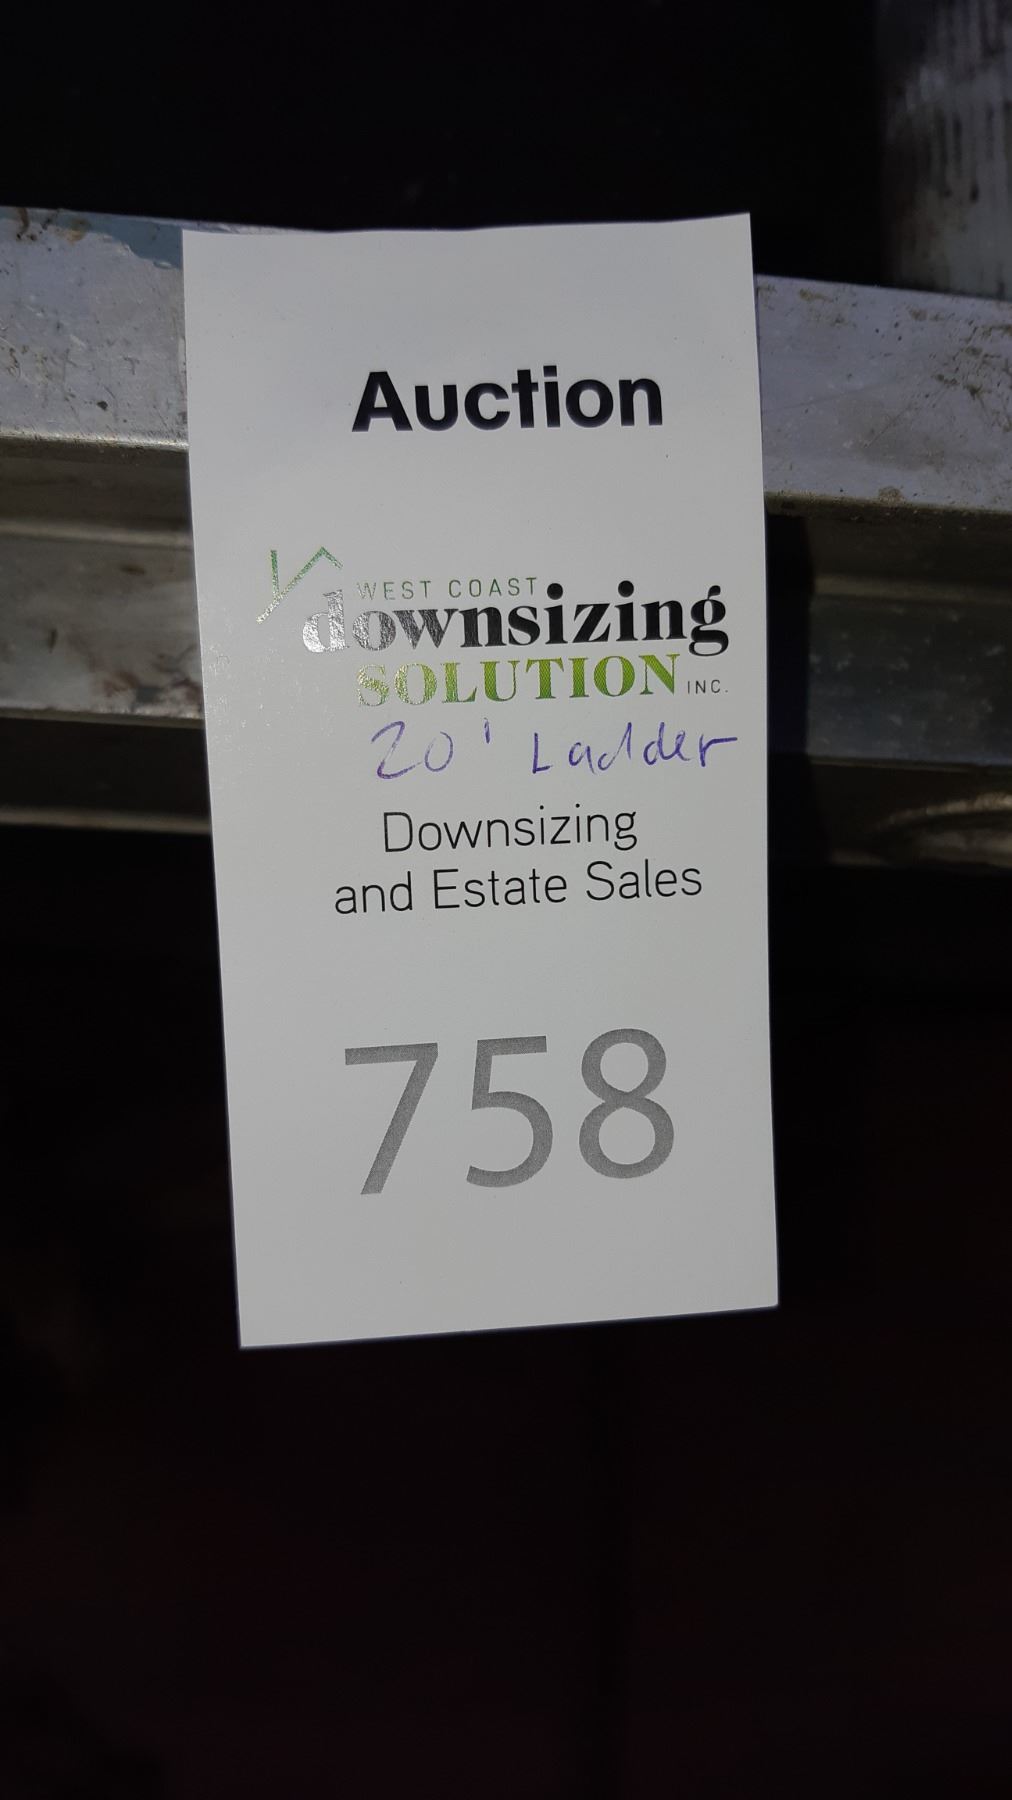 Auction
WEST COAST
downsizing
SOLUTION INC.
20' Ladder
Downsizing
and Estate Sales
758